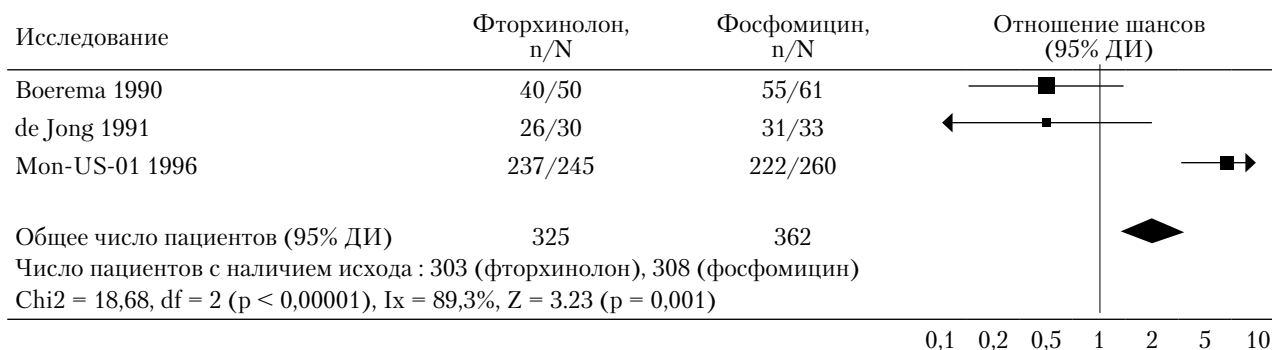 Исследование Фторхинолон, n/N Фосфомицин, n/N Отношение шансов (95% ДИ)
Boerema 1990 40/50 55/61
de Jong 1991 26/30 31/33
Mon-US-01 1996 237/245 222/260
Общее число пациентов (95% ДИ) 325 362
Число пациентов с наличием исхода : 303 (фторхинолон), 308 (фосфомицин)
Chi2 = 18,68, df = 2 (p < 0,00001), Ix = 89,3%, Z = 3.23 (p = 0,001)
0,1 0,2 0,5 1 2 5 10